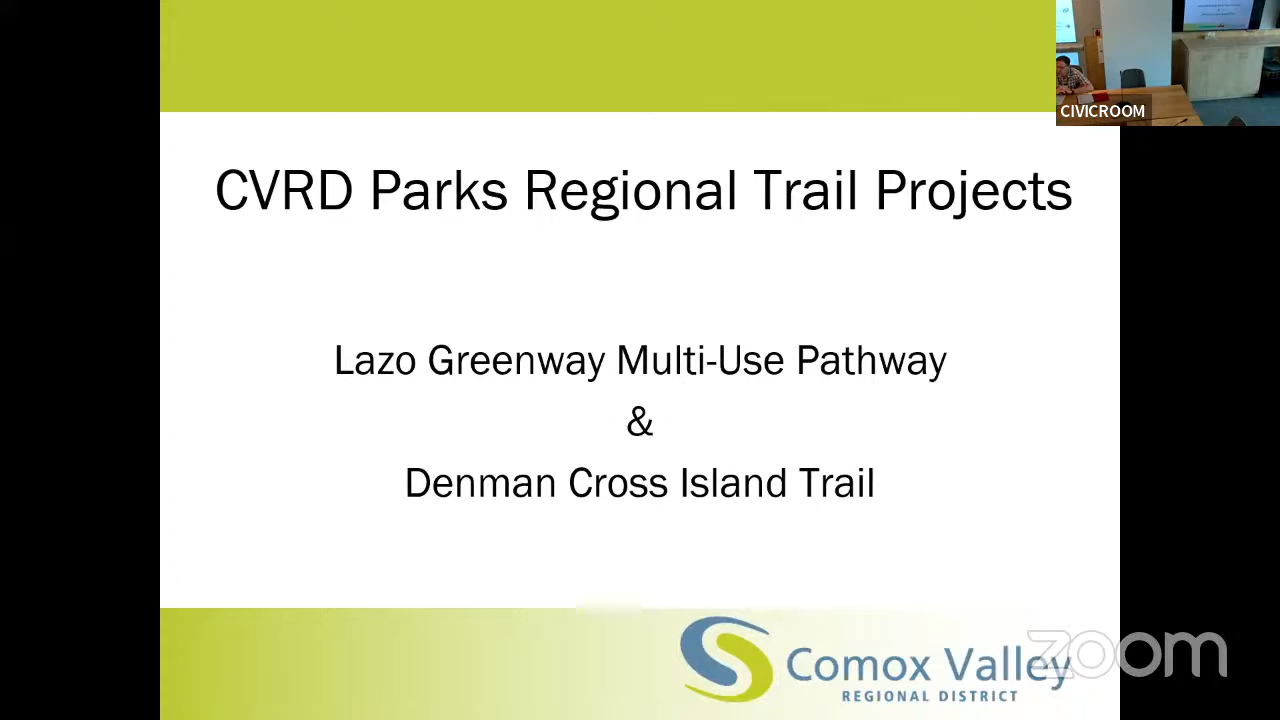 CIVICROOM
CVRD Parks Regional Trail Projects
Lazo Greenway Multi-Use Pathway
&
Denman Cross Island Trail
Comox Valley
REGIONAL DISTRICT
zoom